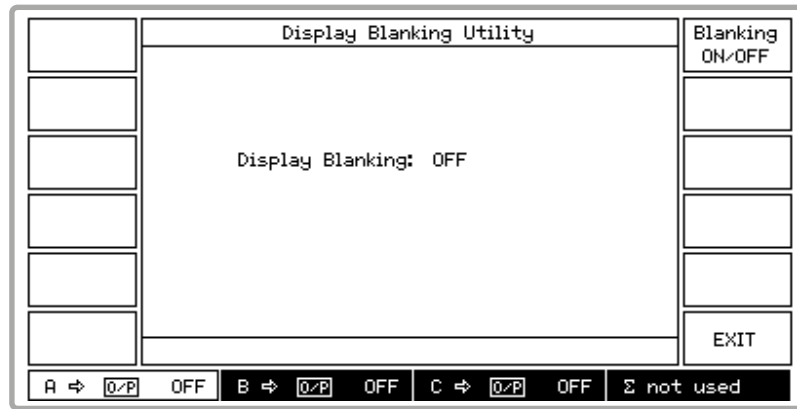 Display Blanking Utility
Blanking
ON/OFF
Display Blanking: OFF
EXIT
A ⇨ O/P OFF B ⇨ O/P OFF C ⇨ O/P OFF Σ not used